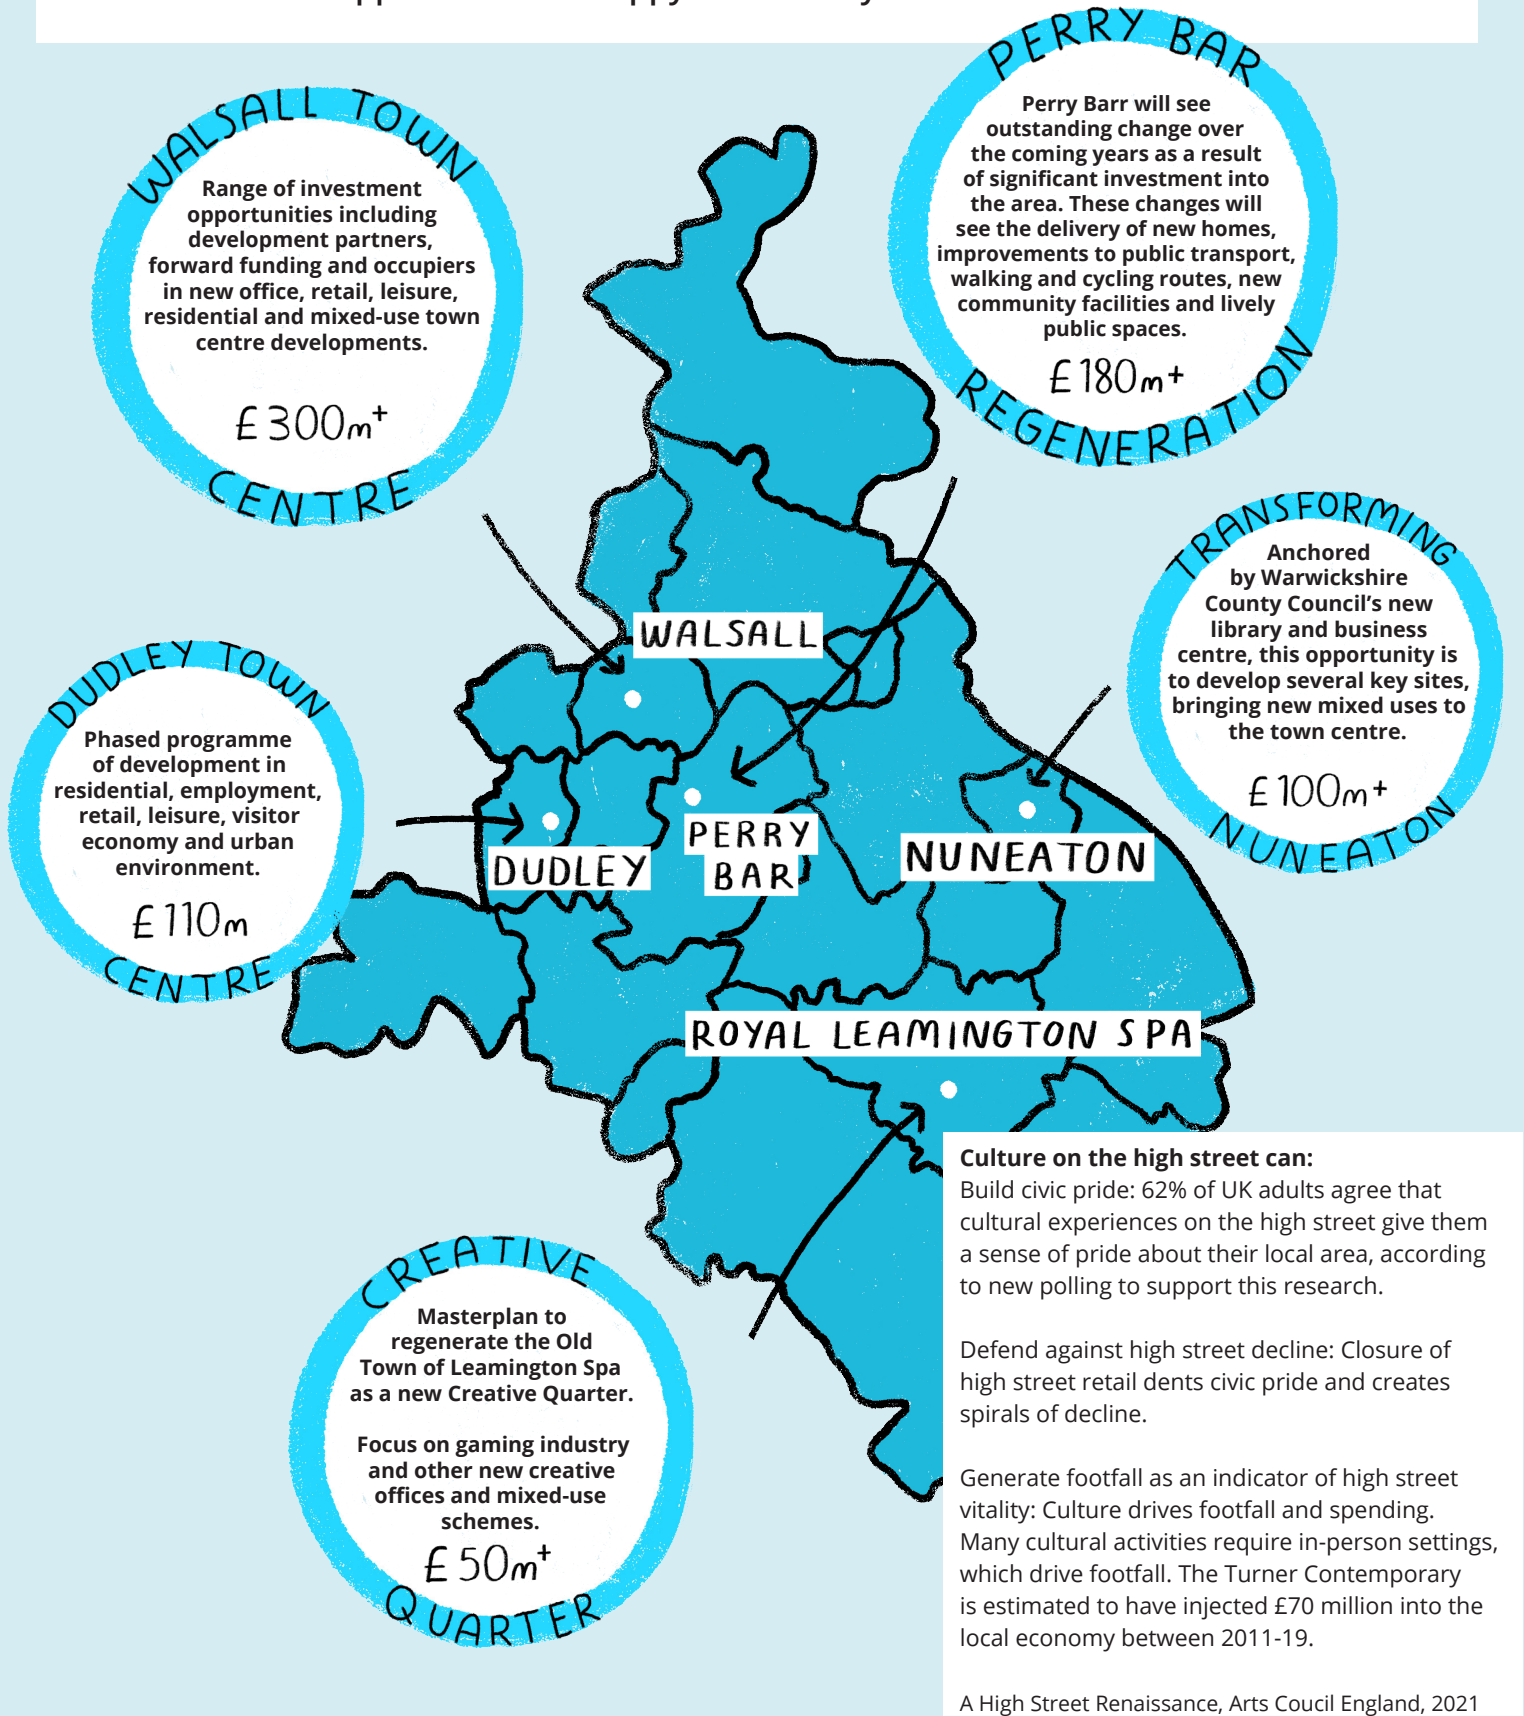 WALSALL TOWN
Range of investment
opportunities including
development partners,
forward funding and occupiers
in new office, retail, leisure,
residential and mixed-use town
centre developments.
£300m+
CENTRE
PERRY BAR
Perry Barr will see
outstanding change over
the coming years as a result
of significant investment into
the area. These changes will
see the delivery of new homes,
improvements to public transport,
walking and cycling routes, new
community facilities and lively
public spaces.
£180m+
REGENERATION
TRANSFORMING
Anchored
by Warwickshire
County Council’s new
library and business
centre, this opportunity is
to develop several key sites,
bringing new mixed uses to
the town centre.
£100m+
NUNEATON
DUDLEY TOWN
Phased programme
of development in
residential, employment,
retail, leisure, visitor
economy and urban
environment.
£110m
CENTRE
WALSALL
PERRY
BAR
DUDLEY
NUNEATON
ROYAL LEAMINGTON SPA
CREATIVE
Masterplan to
regenerate the Old
Town of Leamington Spa
as a new Creative Quarter.
Focus on gaming industry
and other new creative
offices and mixed-use
schemes.
£50m+
QUARTER
Culture on the high street can:
Build civic pride: 62% of UK adults agree that
cultural experiences on the high street give them
a sense of pride about their local area, according
to new polling to support this research.
Defend against high street decline: Closure of
high street retail dents civic pride and creates
spirals of decline.
Generate footfall as an indicator of high street
vitality: Culture drives footfall and spending.
Many cultural activities require in-person settings,
which drive footfall. The Turner Contemporary
is estimated to have injected £70 million into the
local economy between 2011-19.
A High Street Renaissance, Arts Coucil England, 2021